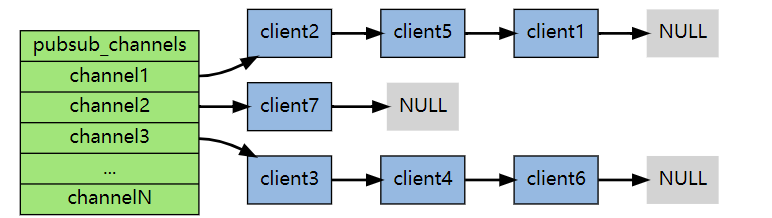 pubsub_channels
channel1
channel2
channel3
...
channelN
client2
client5
client1
NULL
client7
NULL
client3
client4
client6
NULL